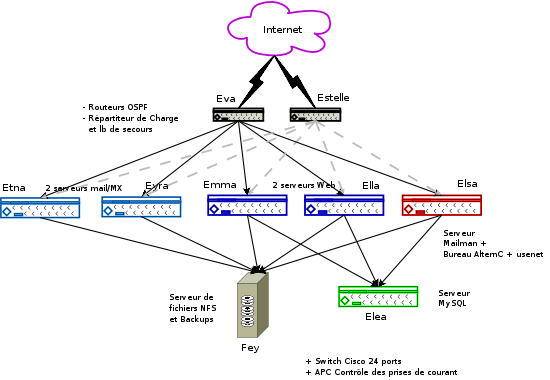 Internet
Eva
Estelle
- Routeurs OSPF
- Répartiteur de Charge
et lb de secours
Etna
2 serveurs mail/MX
Evra
Emma
2 serveurs Web
Ella
Elsa
Serveur
Mailman +
Bureau AlternC + usenet
Serveur de
fichiers NFS
et Backups
Serveur
MySQL
Elea
Fey
+ Switch Cisco 24 ports
+ APC Contrôle des prises de courant